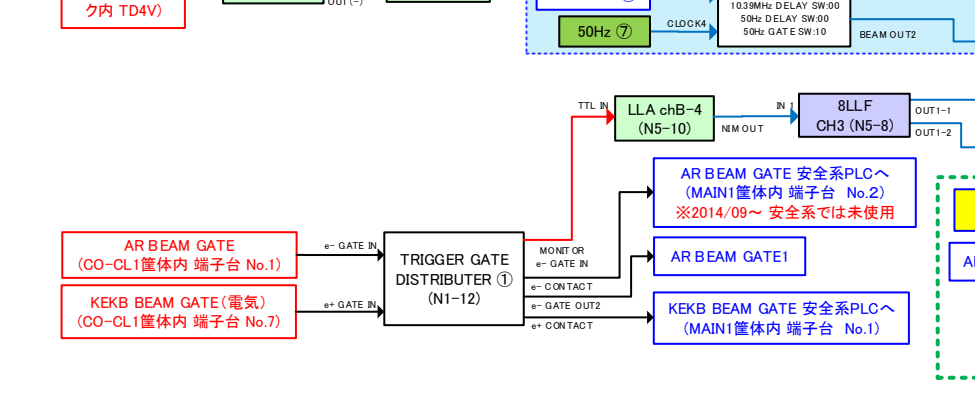 ク内 TD4V)
OUT(-)
50Hz ⑦
CLOCK4
10.39MHz DELAY SW:00
50Hz DELAY SW:00
50Hz GATE SW:10
BEAM OUT2
TTL IN
LLA chB-4
(N5-10)
NIM OUT
IN 1
8LLF
CH3 (N5-8)
OUT1-1
OUT1-2
AR BEAM GATE 安全系PLCへ
(MAIN1筐体内 端子台 No.2)
※2014/09~ 安全系では未使用
AR BEAM GATE
(CO-CL1筐体内 端子台 No.1)
e- GATE IN
TRIGGER GATE
DISTRIBUTER ①
(N1-12)
MONITOR
e- GATE IN
e- CONTACT
e- GATE OUT2
e+ CONTACT
AR BEAM GATE1
KEKB BEAM GATE(電気)
(CO-CL1筐体内 端子台 No.7)
e+ GATE IN
KEKB BEAM GATE 安全系PLCへ
(MAIN1筐体内 端子台 No.1)